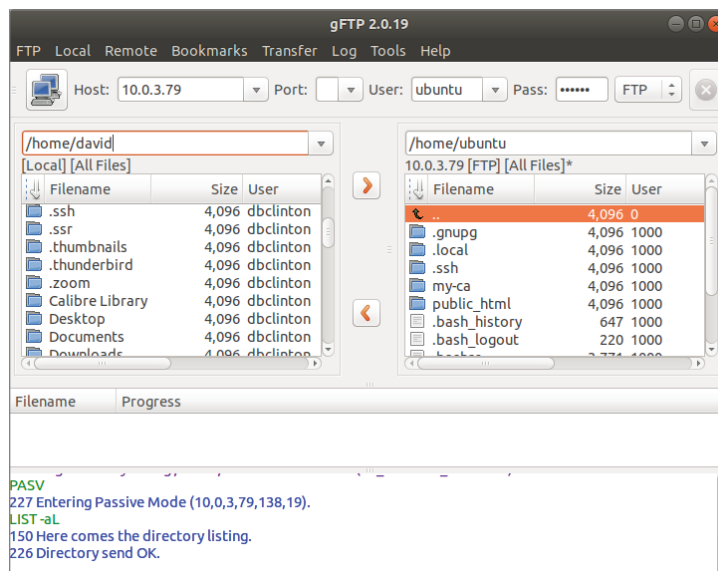 gFTP 2.0.19
FTP Local Remote Bookmarks Transfer Log Tools Help
Host: 10.0.3.79 Port: User: ubuntu Pass: •••••• FTP
/home/david
[Local] [All Files]
Filename Size User
.ssh 4,096 dbclinton
.ssr 4,096 dbclinton
.thumbnails 4,096 dbclinton
.thunderbird 4,096 dbclinton
.zoom 4,096 dbclinton
Calibre Library 4,096 dbclinton
Desktop 4,096 dbclinton
Documents 4,096 dbclinton
Downloads 4,096 dbclinton
/home/ubuntu
10.0.3.79 [FTP] [All Files]*
Filename Size User
.. 4,096 0
.gnupg 4,096 1000
.local 4,096 1000
.ssh 4,096 1000
my-ca 4,096 1000
public_html 4,096 1000
.bash_history 647 1000
.bash_logout 220 1000
Filename Progress
PASV
227 Entering Passive Mode (10,0,3,79,138,19).
LIST -aL
150 Here comes the directory listing.
226 Directory send OK.